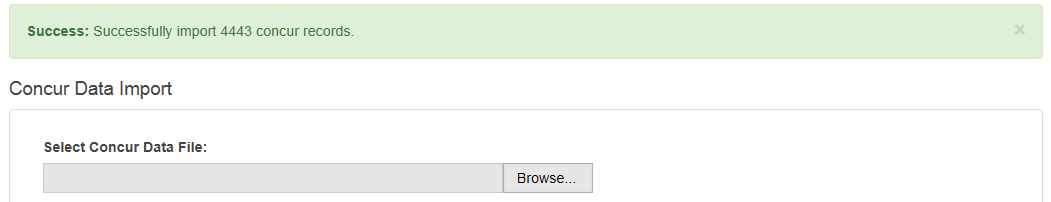 Success: Successfully import 4443 concur records.
×
Concur Data Import
Select Concur Data File:
Browse...